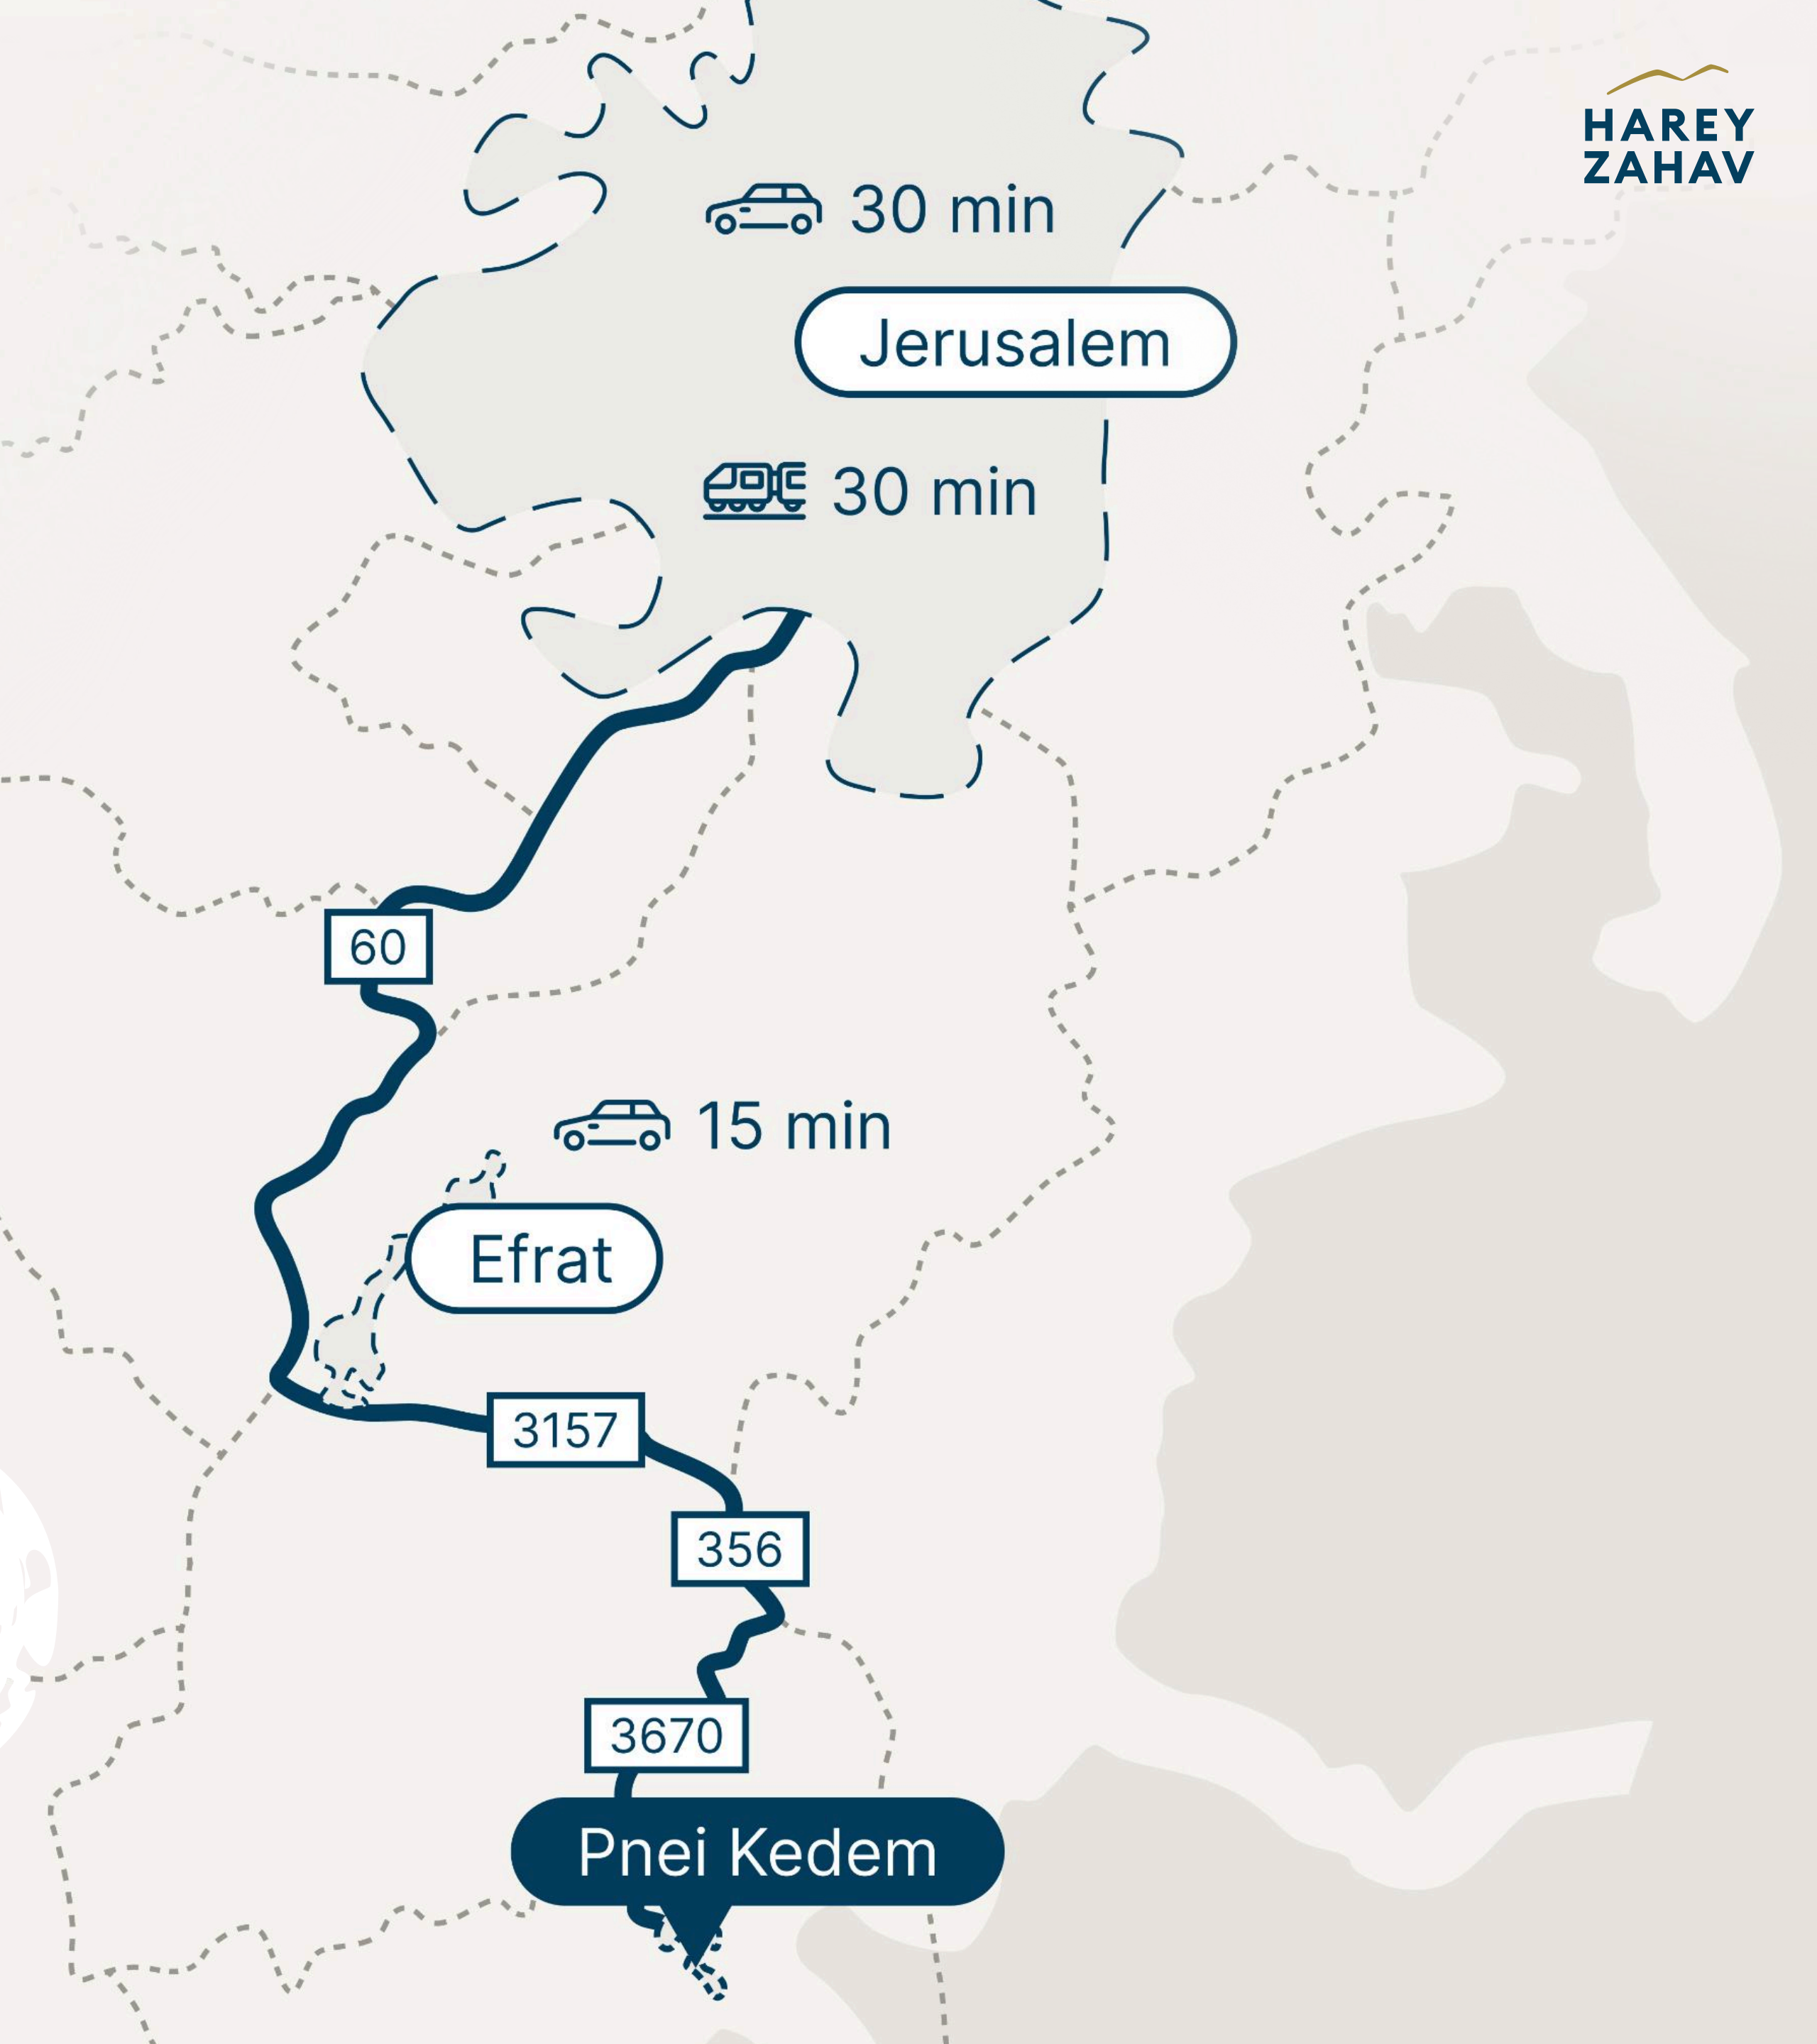 HAREY
ZAHAV
30 min
Jerusalem
30 min
60
15 min
Efrat
3157
356
3670
Pnei Kedem